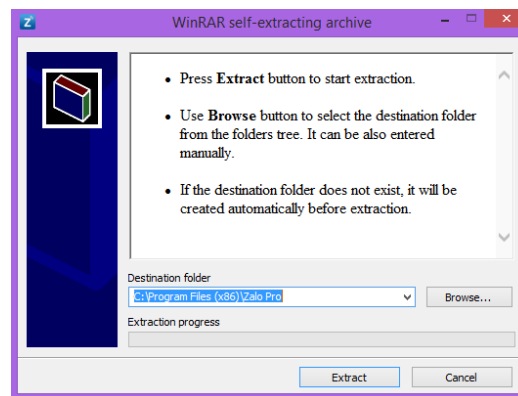 Z WinRAR self-extracting archive
• Press Extract button to start extraction.
• Use Browse button to select the destination folder
from the folders tree. It can be also entered
manually.
• If the destination folder does not exist, it will be
created automatically before extraction.
Destination folder
C:\Program Files (x86)\Zalo Pro
Browse...
Extraction progress
Extract
Cancel